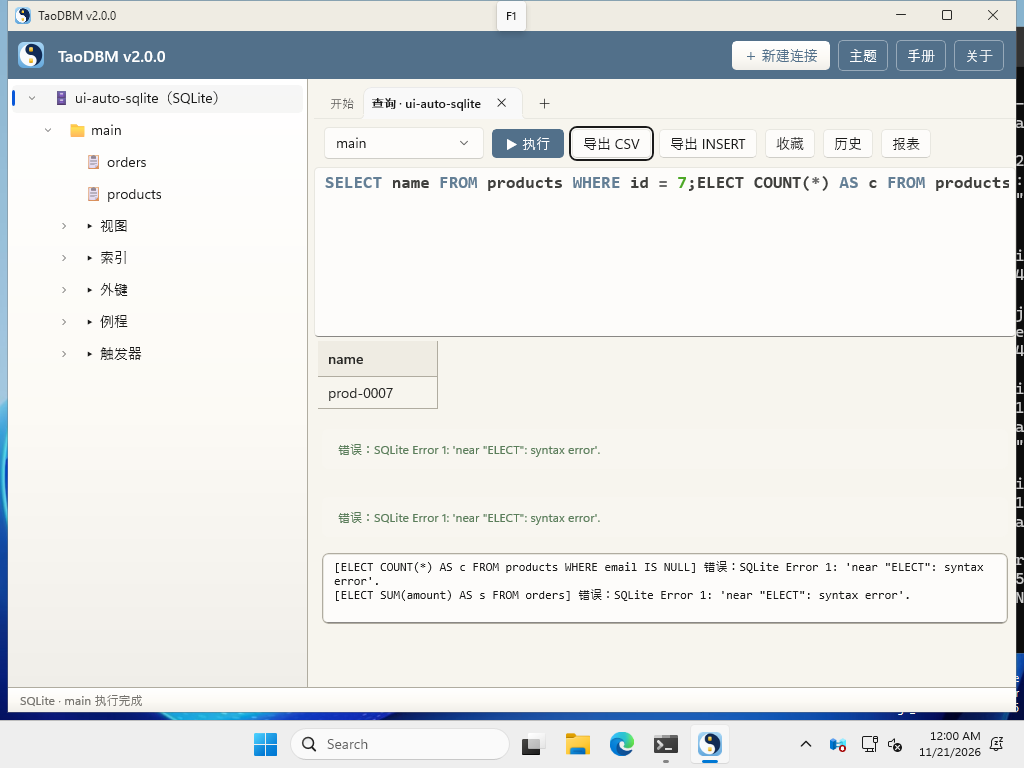 TaoDBM v2.0.0
F1
TaoDBM v2.0.0
+ 新建连接
主题
手册
关于
ui-auto-sqlite（SQLite）
main
orders
products
视图
索引
外键
例程
触发器
开始
查询 · ui-auto-sqlite
main
执行
导出 CSV
导出 INSERT
收藏
历史
报表
SELECT name FROM products WHERE id = 7;ELECT COUNT(*) AS c FROM products
name
prod-0007
错误：SQLite Error 1: 'near "ELECT": syntax error'.
错误：SQLite Error 1: 'near "ELECT": syntax error'.
[ELECT COUNT(*) AS c FROM products WHERE email IS NULL] 错误：SQLite Error 1: 'near "ELECT": syntax
error'.
[ELECT SUM(amount) AS s FROM orders] 错误：SQLite Error 1: 'near "ELECT": syntax error'.
SQLite · main 执行完成
Search
12:00 AM
11/21/2026